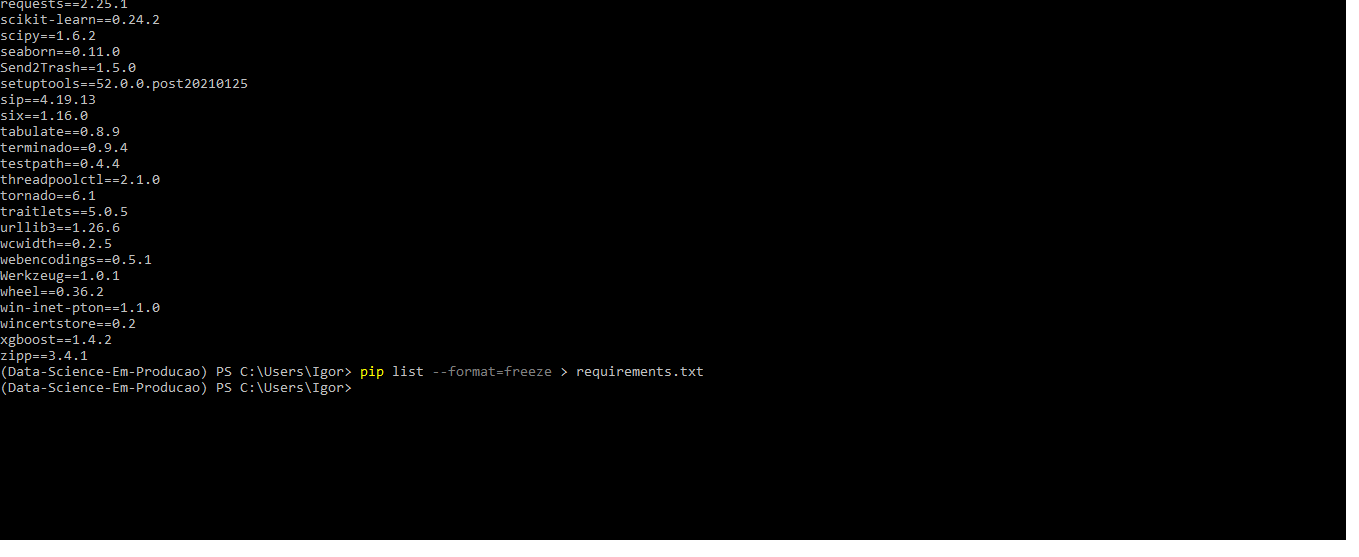 requests==2.25.1
scikit-learn==0.24.2
scipy==1.6.2
seaborn==0.11.0
Send2Trash==1.5.0
setuptools==52.0.0.post20210125
sip==4.19.13
six==1.16.0
tabulate==0.8.9
terminado==0.9.4
testpath==0.4.4
threadpoolctl==2.1.0
tornado==6.1
traitlets==5.0.5
urllib3==1.26.6
wcwidth==0.2.5
webencodings==0.5.1
Werkzeug==1.0.1
wheel==0.36.2
win-inet-pton==1.1.0
wincertstore==0.2
xgboost==1.4.2
zipp==3.4.1
(Data-Science-Em-Producao) PS C:\Users\Igor> pip list --format=freeze > requirements.txt
(Data-Science-Em-Producao) PS C:\Users\Igor>